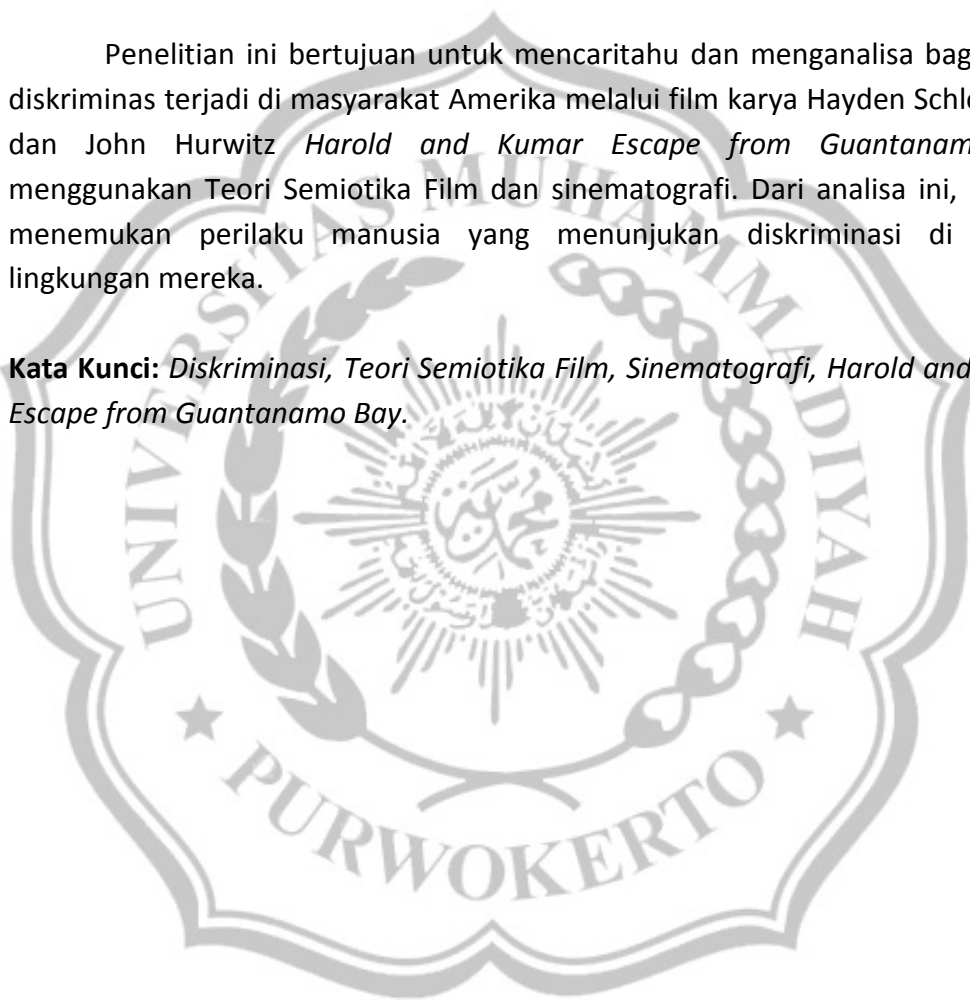 Penelitian ini bertujuan untuk mencaritahu dan menganalisa bag
diskriminas terjadi di masyarakat Amerika melalui film karya Hayden Schl
dan John Hurwitz Harold and Kumar Escape from Guantanam
menggunakan Teori Semiotika Film dan sinematografi. Dari analisa ini,
menemukan perilaku manusia yang menunjukan diskriminasi di
lingkungan mereka.
Kata Kunci: Diskriminasi, Teori Semiotika Film, Sinematografi, Harold and
Escape from Guantanamo Bay.
UNIVERSITAS MUHAMMADIYAH
PURWOKERTO